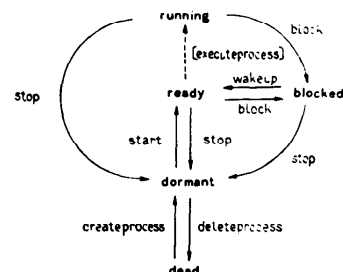 running
block
[executeprocess]
wakeup
stop
ready
blocked
block
start
stop
stop
dormant
createprocess
deleteprocess
dead